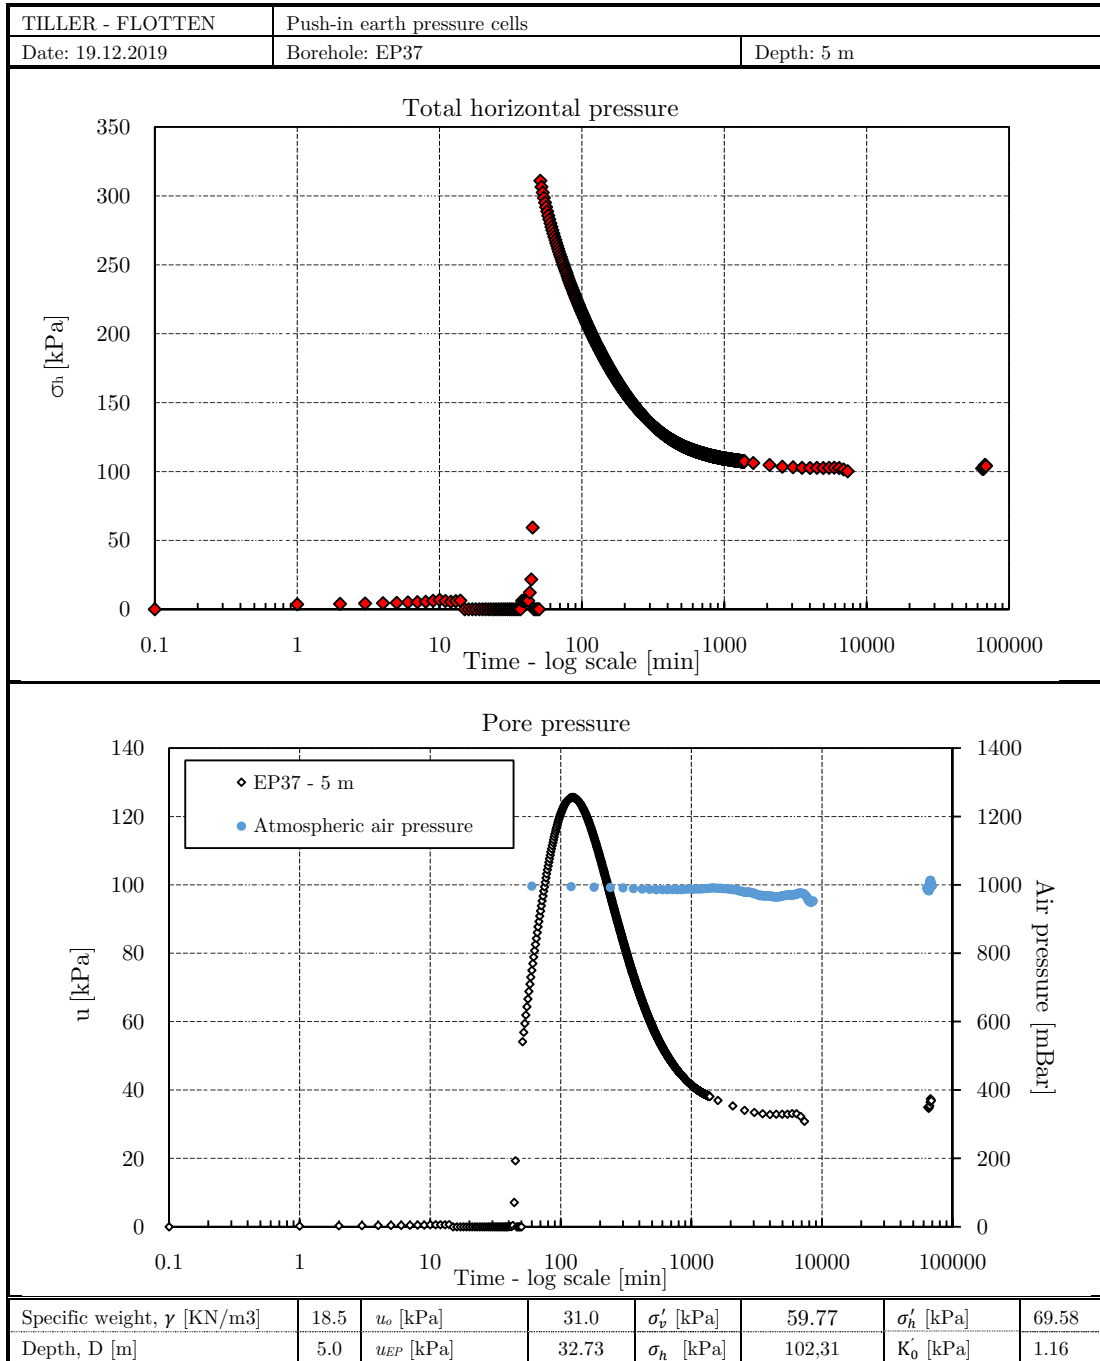 TILLER - FLOTTEN Push-in earth pressure cells
Date: 19.12.2019 Borehole: EP37 Depth: 5 m
Total horizontal pressure
350
300
250
200
150
100
50
0
σh [kPa]
0.1 1 10 100 1000 10000 100000
Time - log scale [min]
Pore pressure
140 1400
EP37 - 5 m
120 1200
Atmospheric air pressure
100 1000
80 800
60 600
40 400
20 200
0 0
u [kPa]
Air pressure [mBar]
0.1 1 10 100 1000 10000 100000
Time - log scale [min]
Specific weight, γ [KN/m3] 18.5 uₒ [kPa] 31.0 σ′v [kPa] 59.77 σ′h [kPa] 69.58
Depth, D [m] 5.0 uEP [kPa] 32.73 σh [kPa] 102,31 K′0 [kPa] 1.16